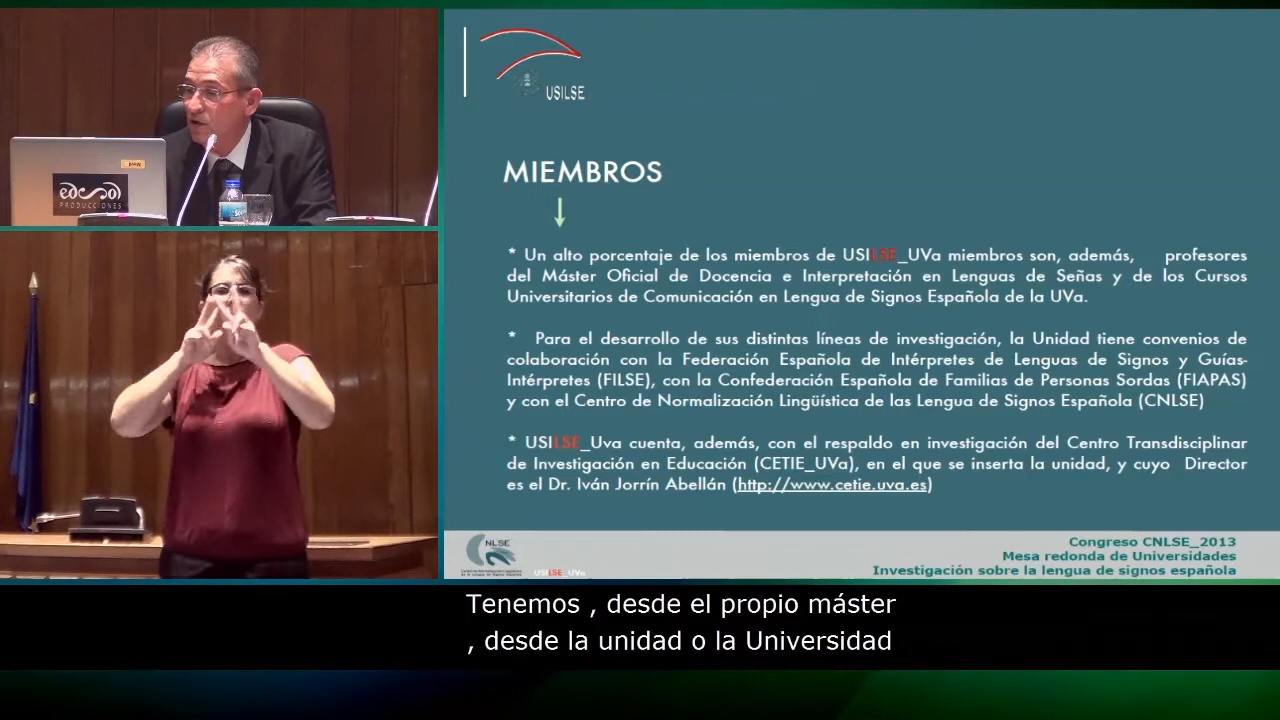 USILSE
MIEMBROS
* Un alto porcentaje de los miembros de USILSE_UVa miembros son, además, profesores
del Máster Oficial de Docencia e Interpretación en Lenguas de Señas y de los Cursos
Universitarios de Comunicación en Lengua de Signos Española de la UVa.
* Para el desarrollo de sus distintas líneas de investigación, la Unidad tiene convenios de
colaboración con la Federación Española de Intérpretes de Lenguas de Signos y Guías-
Intérpretes (FILSE), con la Confederación Española de Familias de Personas Sordas (FIAPAS)
y con el Centro de Normalización Lingüística de las Lengua de Signos Española (CNLSE)
* USILSE_Uva cuenta, además, con el respaldo en investigación del Centro Transdisciplinar
de Investigación en Educación (CETIE_UVa), en el que se inserta la unidad, y cuyo Director
es el Dr. Iván Jorrín Abellán (http://www.cetie.uva.es)
CNLSE
USILSE_UVa
Congreso CNLSE_2013
Mesa redonda de Universidades
Investigación sobre la lengua de signos española
PRODUCCIONES
Tenemos , desde el propio máster
, desde la unidad o la Universidad